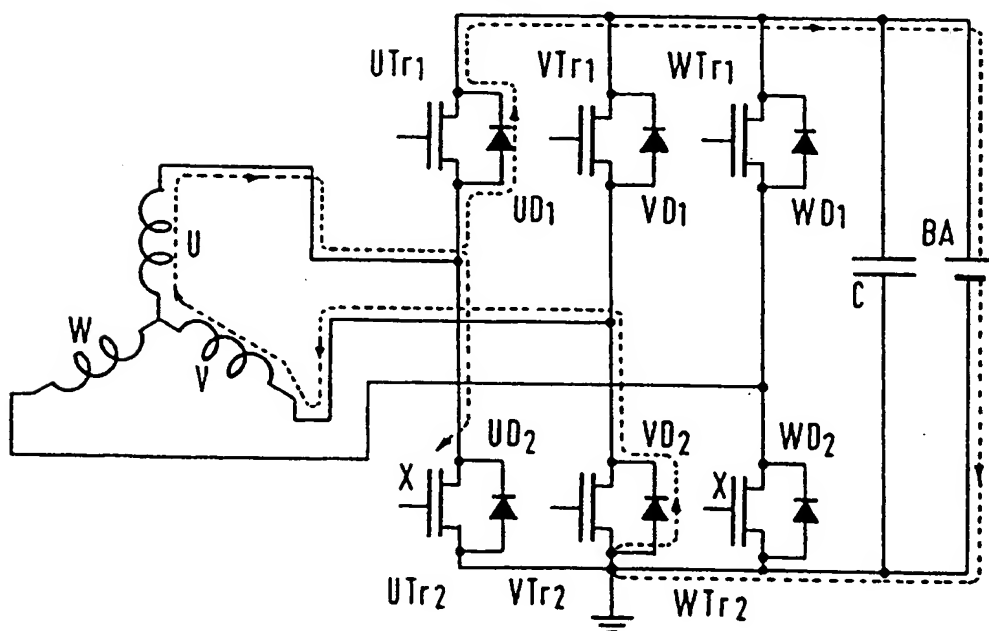 UTr1
VTr1
WTr1
UD1
VD1
WD1
BA
U
C
W
V
UD2
VD2
WD2
X
X
UTr2
VTr2
WTr2